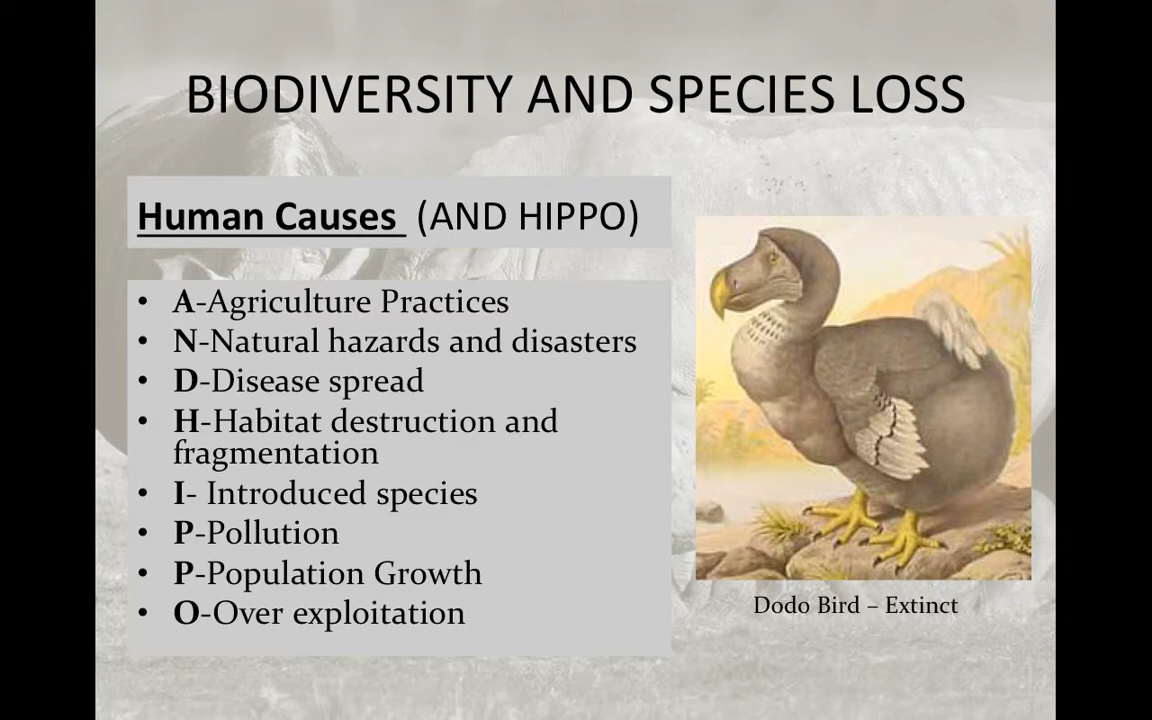 BIODIVERSITY AND SPECIES LOSS
Human Causes (AND HIPPO)
• A-Agriculture Practices
• N-Natural hazards and disasters
• D-Disease spread
• H-Habitat destruction and
fragmentation
• I- Introduced species
• P-Pollution
• P-Population Growth
• O-Over exploitation
Dodo Bird – Extinct